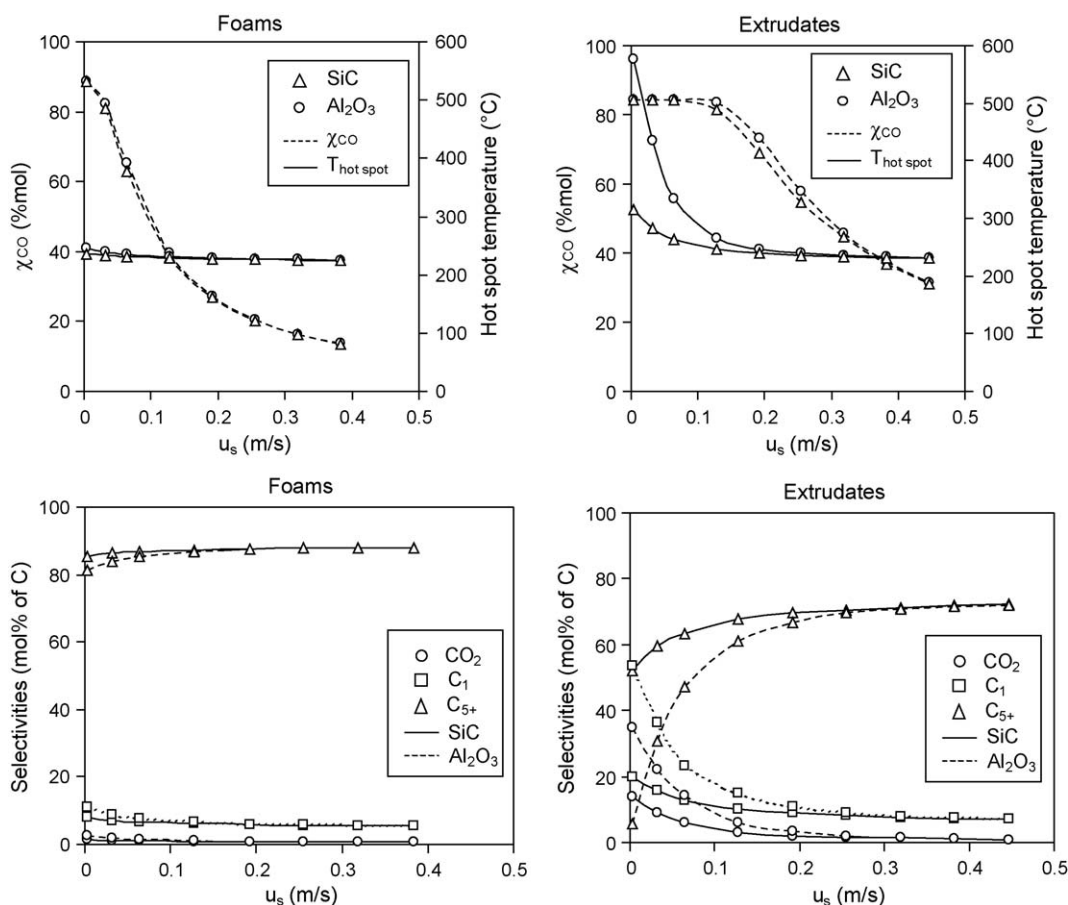 Foams
100
80
60
40
20
0
600
500
400
300
200
100
0
χCO (%mol)
Hot spot temperature (°C)
SiC
Al₂O₃
χCO
T hot spot
0 0.1 0.2 0.3 0.4 0.5
uₛ (m/s)
Extrudates
100
80
60
40
20
0
600
500
400
300
200
100
0
χCO (%mol)
Hot spot temperature (°C)
SiC
Al₂O₃
χCO
T hot spot
0 0.1 0.2 0.3 0.4 0.5
uₛ (m/s)
Foams
100
80
60
40
20
0
Selectivities (mol% of C)
CO₂
C₁
C₅₊
SiC
Al₂O₃
0 0.1 0.2 0.3 0.4 0.5
uₛ (m/s)
Extrudates
100
80
60
40
20
0
Selectivities (mol% of C)
CO₂
C₁
C₅₊
SiC
Al₂O₃
0 0.1 0.2 0.3 0.4 0.5
uₛ (m/s)